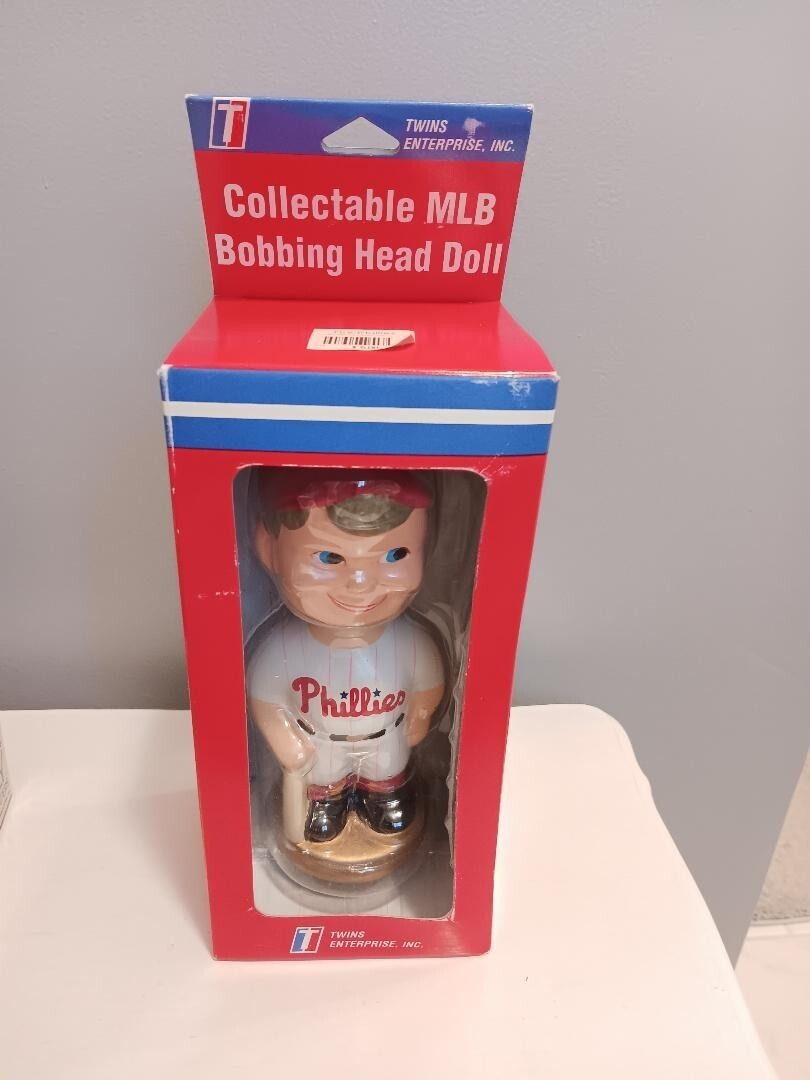 T
TWINS
ENTERPRISE, INC.
Collectable MLB
Bobbing Head Doll
Phillies
T
TWINS
ENTERPRISE, INC.